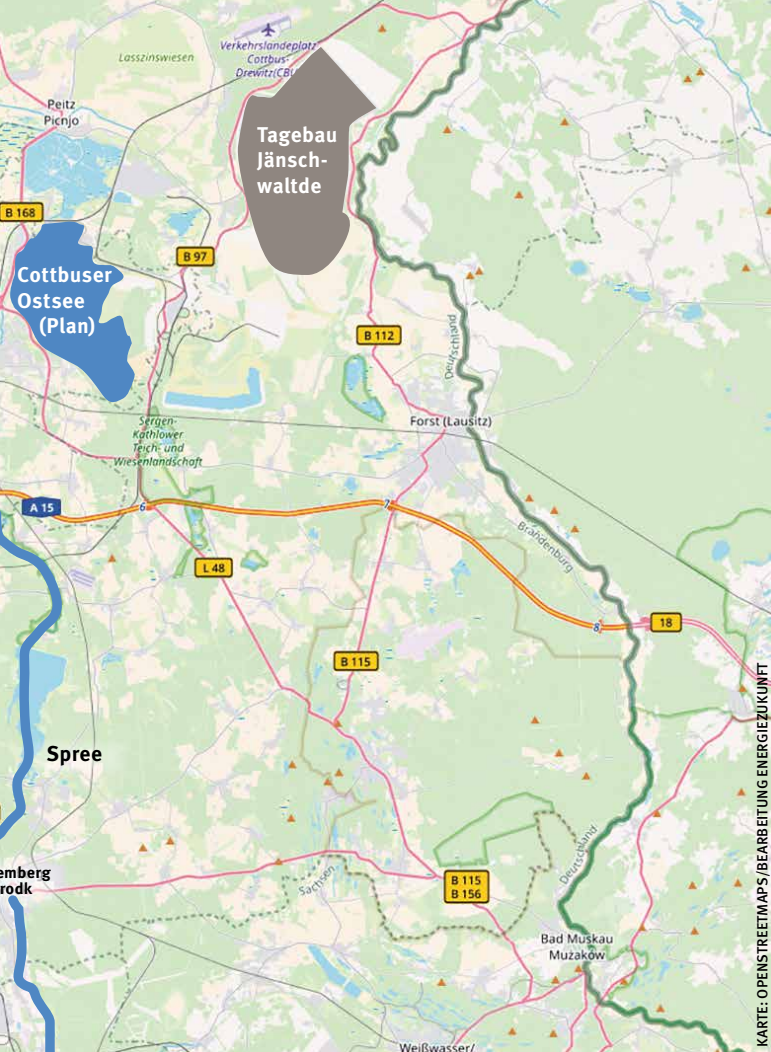 Lasszinswiesen
Verkehrslandeplatz
Cottbus-
Drewitz(CBU
Peitz
Picnjo
Tagebau
Jänsch-
waltde
B 168
B 97
Cottbuser
Ostsee
(Plan)
B 112
Deutschland
Forst (Lausitz)
Sergen-
Kathlower
Teich- und
Wiesenlandschaft
A 15
6
7
Brandenburg
L 48
8
18
B 115
Spree
emberg
rodk
Sachsen
Deutschland
B 115
B 156
Bad Muskau
Mużaków
Weißwasser/
KARTE: OPENSTREETMAPS/BEARBEITUNG ENERGIEZUKUNFT